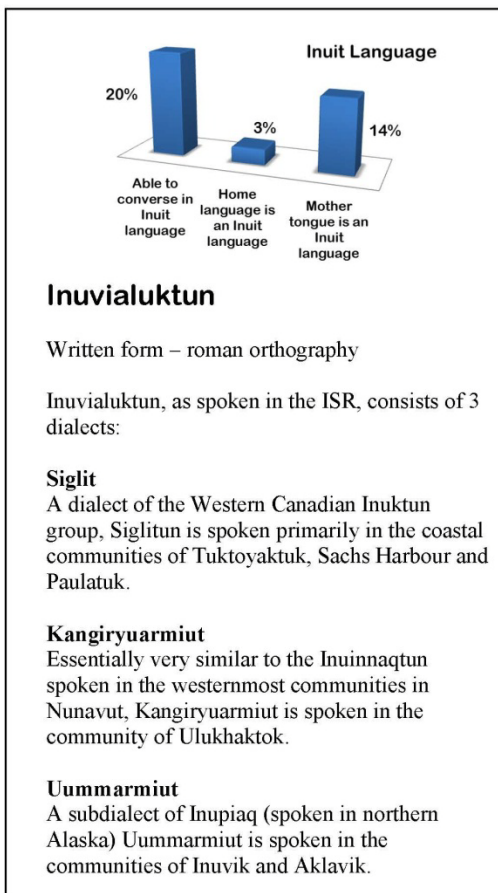 Inuit Language
20%
3%
14%
Able to
converse in
Inuit
language
Home
language is
an Inuit
language
Mother
tongue is an
Inuit
language
Inuvialuktun
Written form – roman orthography
Inuvialuktun, as spoken in the ISR, consists of 3
dialects:
Siglit
A dialect of the Western Canadian Inuktun
group, Siglitun is spoken primarily in the coastal
communities of Tuktoyaktuk, Sachs Harbour and
Paulatuk.
Kangiryuarmiut
Essentially very similar to the Inuinnaqtun
spoken in the westernmost communities in
Nunavut, Kangiryuarmiut is spoken in the
community of Ulukhaktok.
Uummarmiut
A subdialect of Inupiaq (spoken in northern
Alaska) Uummarmiut is spoken in the
communities of Inuvik and Aklavik.